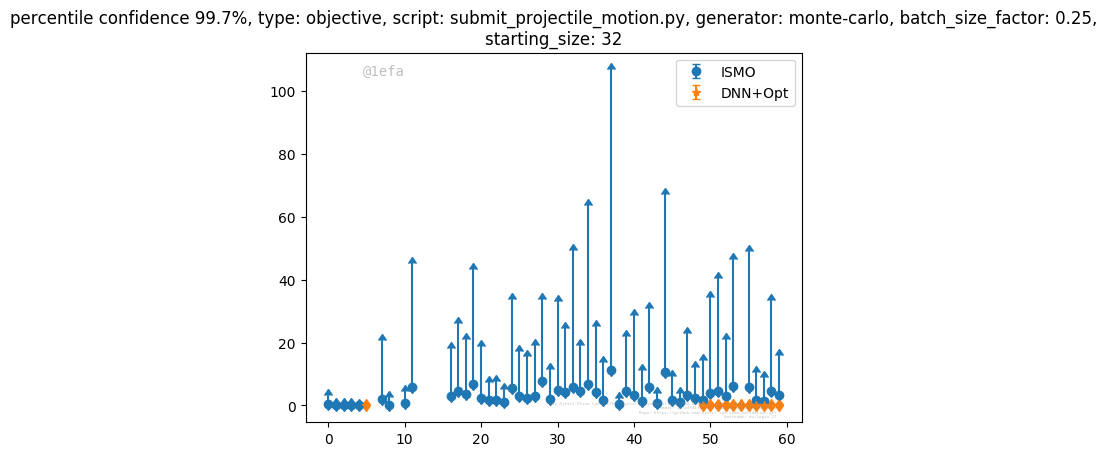 percentile confidence 99.7%, type: objective, script: submit_projectile_motion.py, generator: monte-carlo, batch_size_factor: 0.25,
starting_size: 32
@1efa
ISMO
DNN+Opt
100
80
60
40
20
0
0 10 20 30 40 50 60